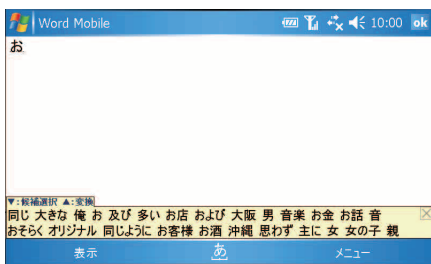 Word Mobile 10:00 ok
お
▼:候補選択 ▲:変換
同じ 大きな 俺 お 及び 多い お店 および 大阪 男 音楽 お金 お話 音
おそらく オリジナル 同じように お客様 お酒 沖縄 思わず 主に 女 女の子 親
表示 あ メニュー